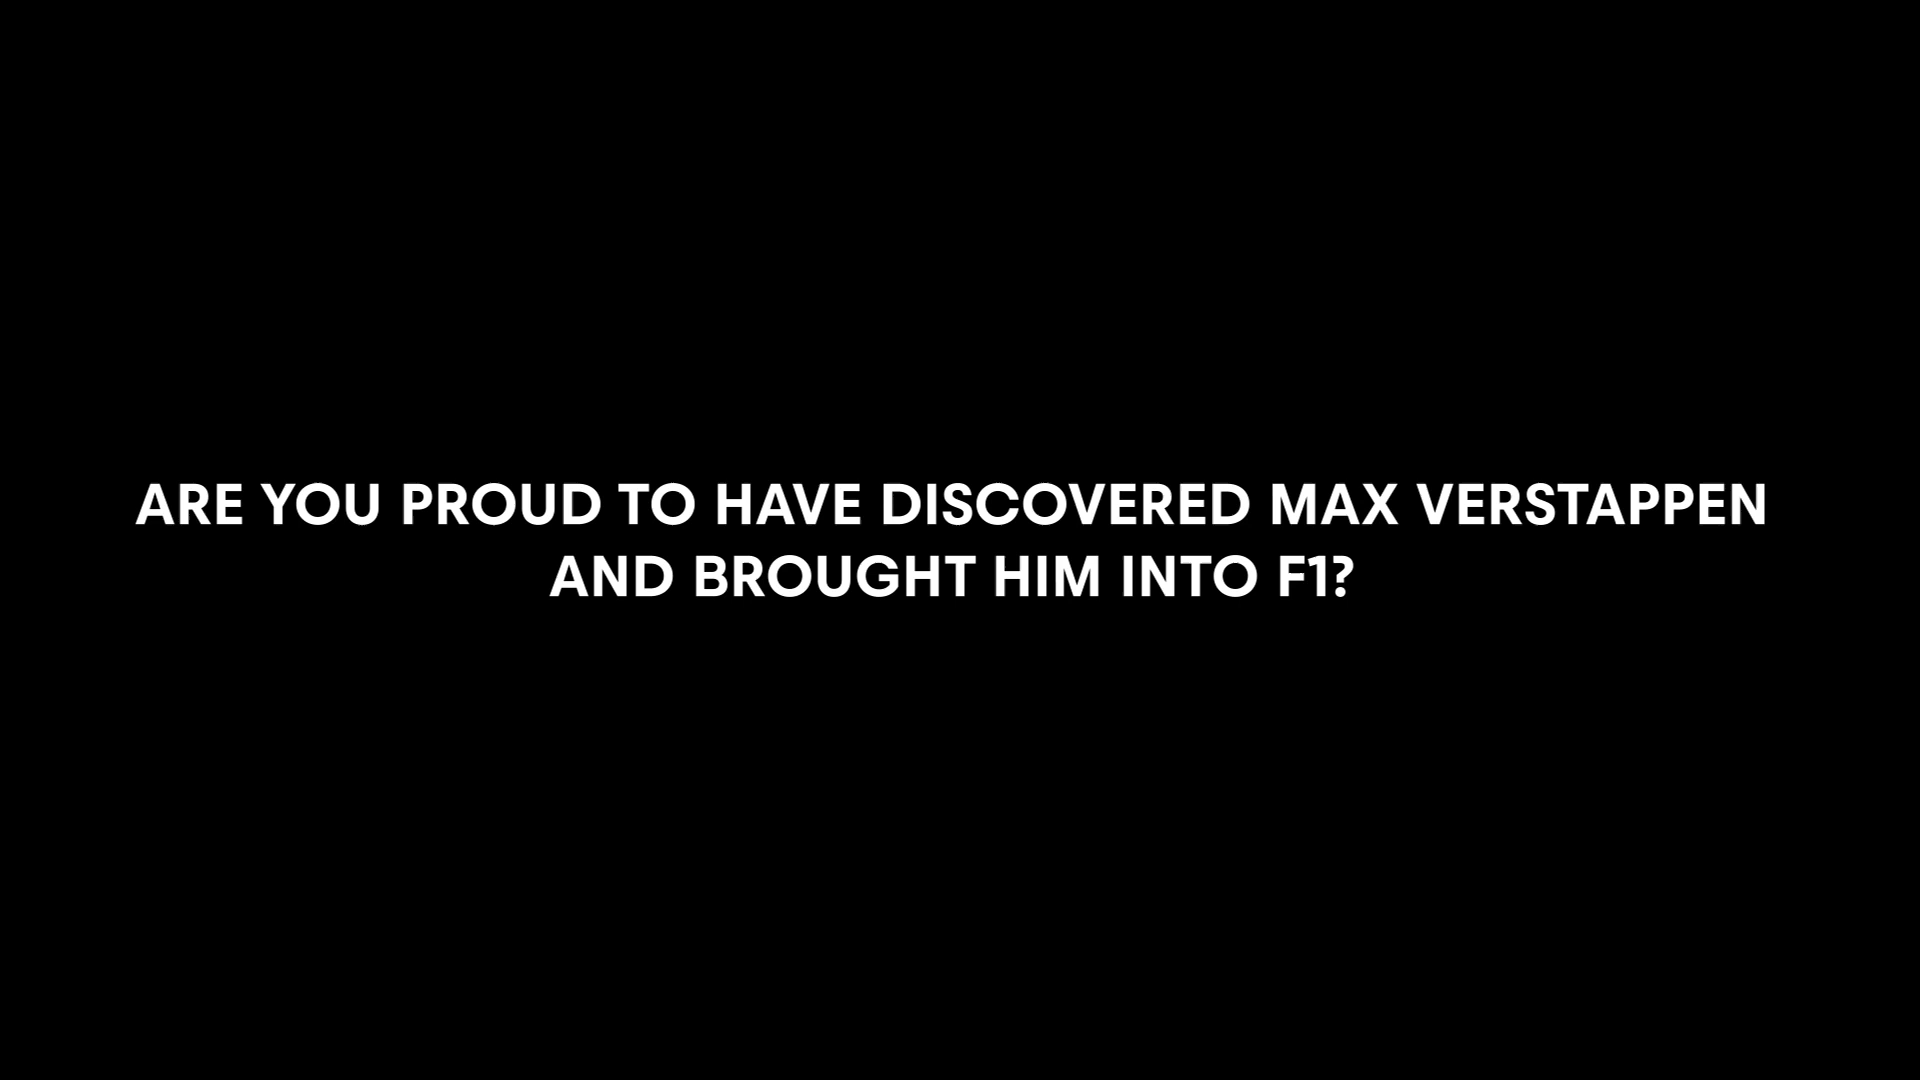 ARE YOU PROUD TO HAVE DISCOVERED MAX VERSTAPPEN
AND BROUGHT HIM INTO F1?